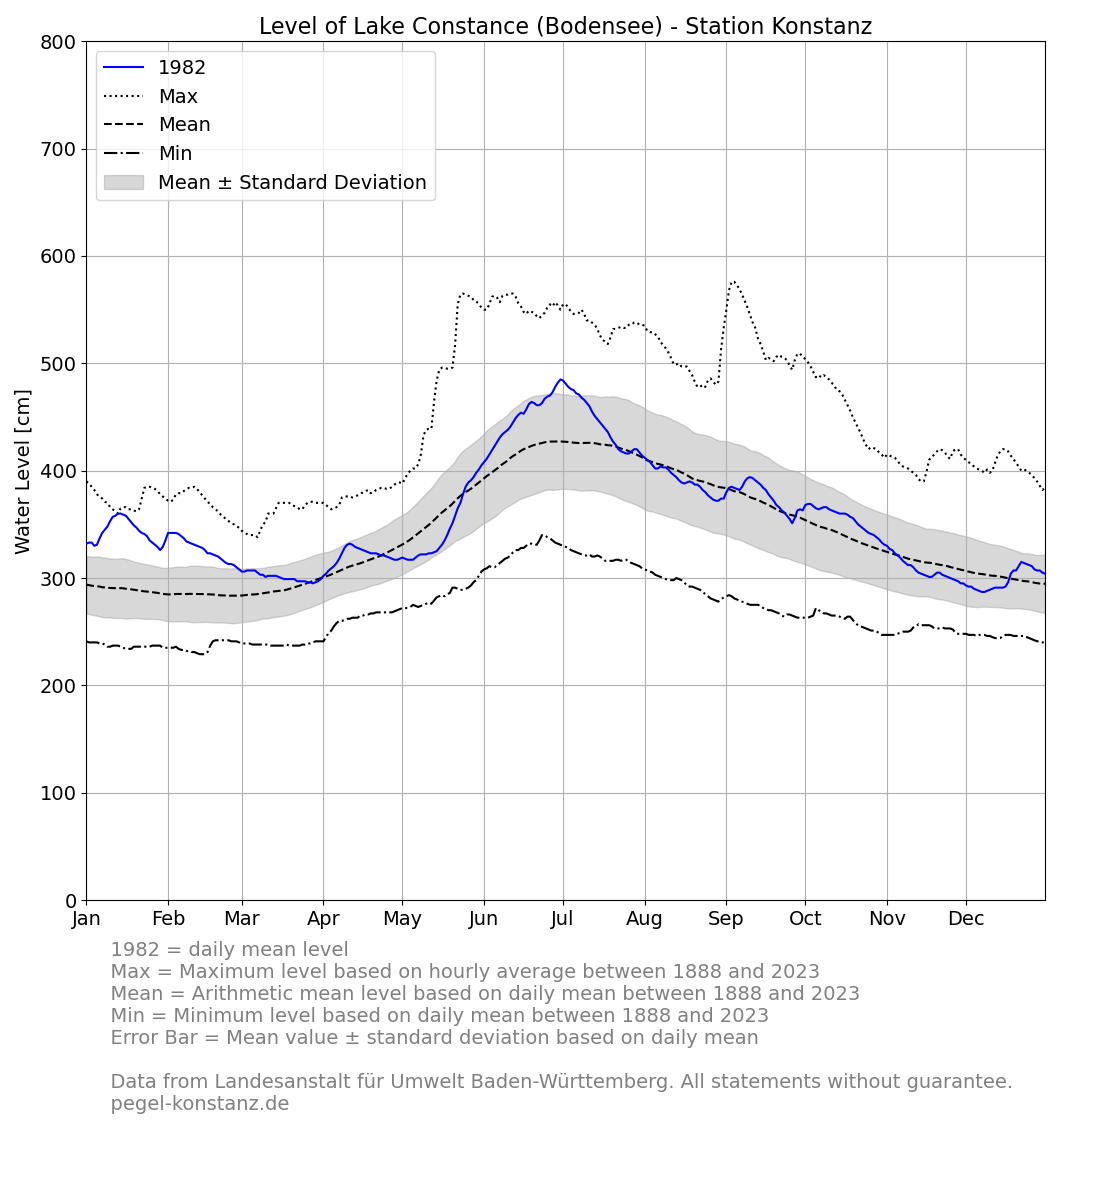 Level of Lake Constance (Bodensee) - Station Konstanz
800
700
600
500
400
300
200
100
0
Water Level [cm]
1982
Max
Mean
Min
Mean ± Standard Deviation
Jan Feb Mar Apr May Jun Jul Aug Sep Oct Nov Dec
1982 = daily mean level
Max = Maximum level based on hourly average between 1888 and 2023
Mean = Arithmetic mean level based on daily mean between 1888 and 2023
Min = Minimum level based on daily mean between 1888 and 2023
Error Bar = Mean value ± standard deviation based on daily mean
Data from Landesanstalt für Umwelt Baden-Württemberg. All statements without guarantee.
pegel-konstanz.de